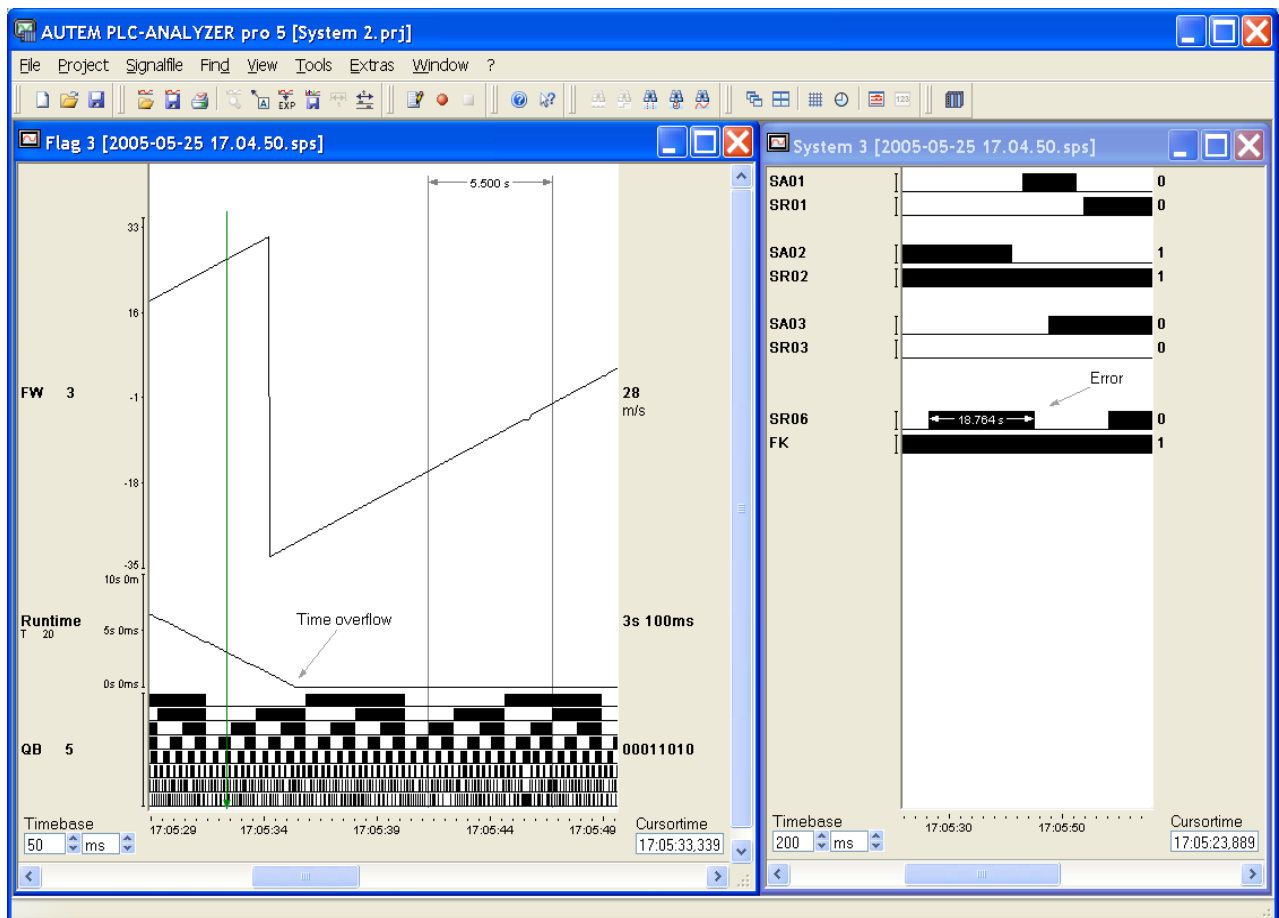 AUTEM PLC-ANALYZER pro 5 [System 2.prj]
File Project Signalfile Find View Tools Extras Window ?
EXP
123
Flag 3 [2005-05-25 17.04.50.sps]
5.500 s
33
16
FW 3
-1
28
m/s
-18
-35
10s 0m
Runtime
T 20
5s 0ms
Time overflow
3s 100ms
0s 0ms
QB 5
00011010
Timebase
50 ms
17:05:29 17:05:34 17:05:39 17:05:44 17:05:49
Cursortime
17:05:33,339
System 3 [2005-05-25 17.04.50.sps]
SA01 0
SR01 0
SA02 1
SR02 1
SA03 0
SR03 0
Error
SR06 18.764 s 0
FK 1
Timebase
200 ms
17:05:30 17:05:50
Cursortime
17:05:23,889